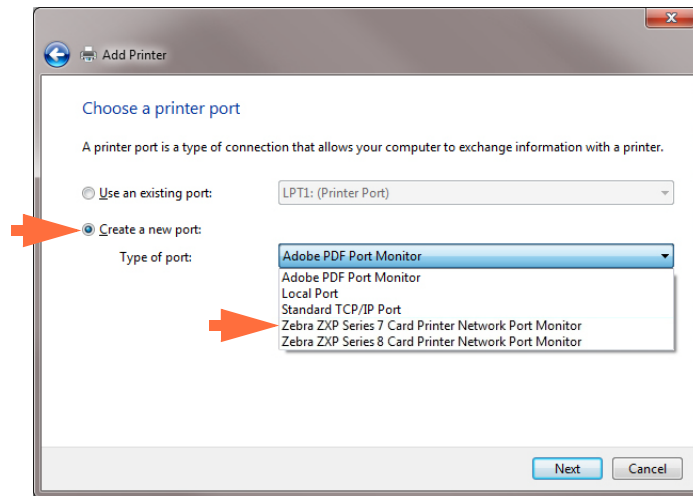 Add Printer
Choose a printer port
A printer port is a type of connection that allows your computer to exchange information with a printer.
Use an existing port: LPT1: (Printer Port)
Create a new port:
Type of port: Adobe PDF Port Monitor
Adobe PDF Port Monitor
Local Port
Standard TCP/IP Port
Zebra ZXP Series 7 Card Printer Network Port Monitor
Zebra ZXP Series 8 Card Printer Network Port Monitor
Next Cancel